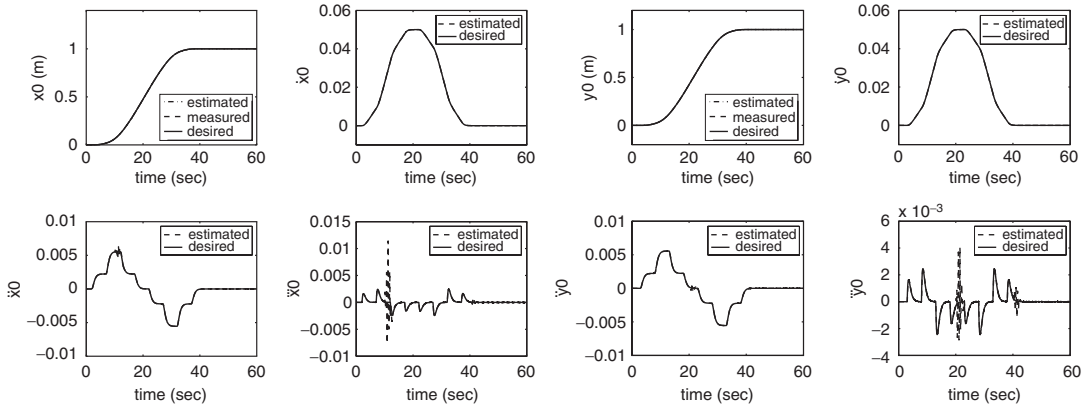 1
0.5
0
x0 (m)
estimated
measured
desired
0 20 40 60
time (sec)
0.06
0.04
0.02
0
ẋ0
estimated
desired
0 20 40 60
time (sec)
1
0.5
0
y0 (m)
estimated
measured
desired
0 20 40 60
time (sec)
0.06
0.04
0.02
0
ẏ0
estimated
desired
0 20 40 60
time (sec)
0.01
0.005
0
−0.005
−0.01
ẍ0
estimated
desired
0 20 40 60
time (sec)
0.015
0.01
0.005
0
−0.005
−0.01
x⃛0
estimated
desired
0 20 40 60
time (sec)
0.01
0.005
0
−0.005
−0.01
ÿ0
estimated
desired
0 20 40 60
time (sec)
x 10−3
6
4
2
0
−2
−4
y⃛0
estimated
desired
0 20 40 60
time (sec)